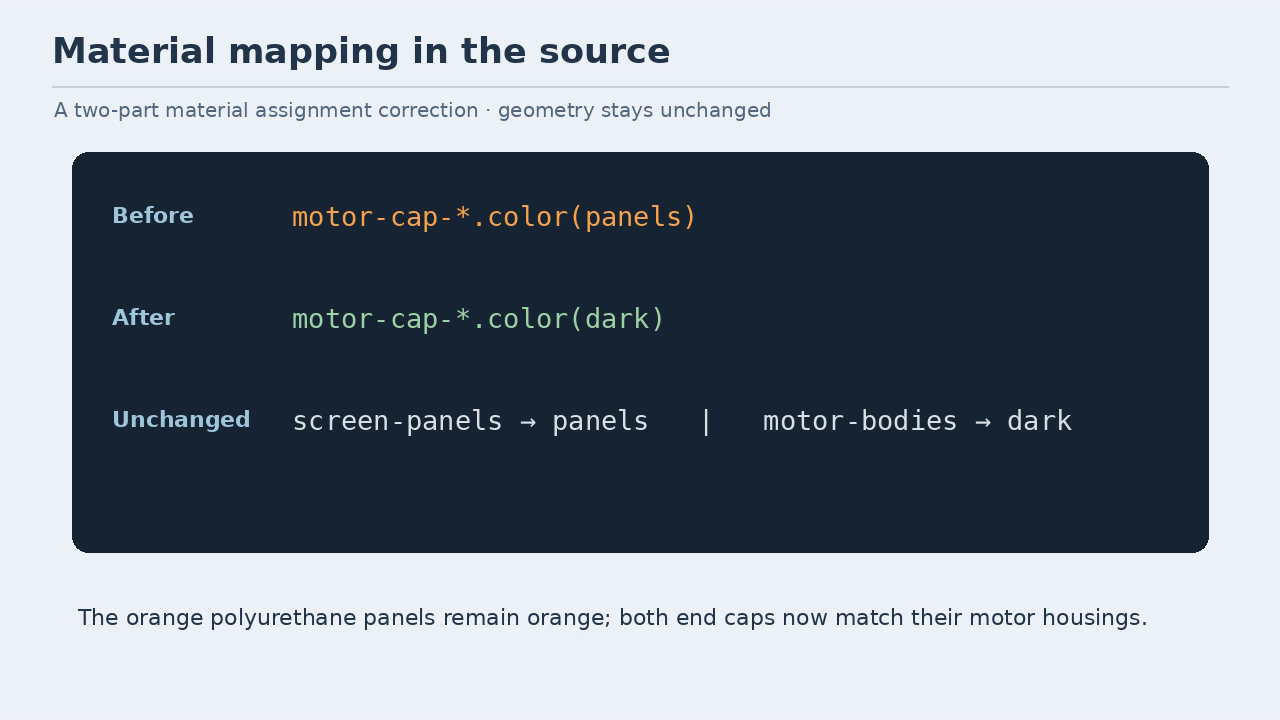 Material mapping in the source
A two-part material assignment correction · geometry stays unchanged
Before motor-cap-*.color(panels)
After motor-cap-*.color(dark)
Unchanged screen-panels → panels | motor-bodies → dark
The orange polyurethane panels remain orange; both end caps now match their motor housings.